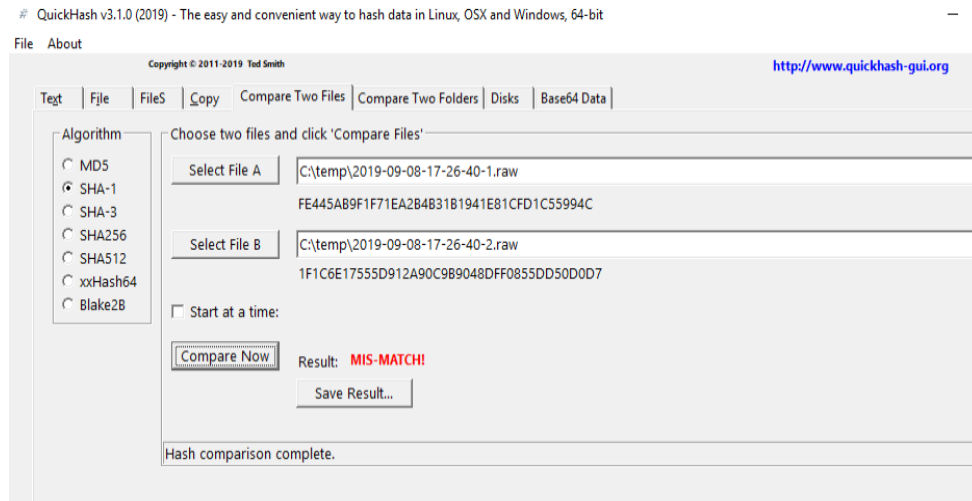 QuickHash v3.1.0 (2019) - The easy and convenient way to hash data in Linux, OSX and Windows, 64-bit
File About
Copyright © 2011-2019 Ted Smith
http://www.quickhash-gui.org
Text File FileS Copy Compare Two Files Compare Two Folders Disks Base64 Data
Algorithm
MD5
SHA-1
SHA-3
SHA256
SHA512
xxHash64
Blake2B
Choose two files and click 'Compare Files'
Select File A C:\temp\2019-09-08-17-26-40-1.raw
FE445AB9F1F71EA2B4B31B1941E81CFD1C55994C
Select File B C:\temp\2019-09-08-17-26-40-2.raw
1F1C6E17555D912A90C9B9048DFF0855DD50D0D7
Start at a time:
Compare Now Result: MIS-MATCH!
Save Result...
Hash comparison complete.